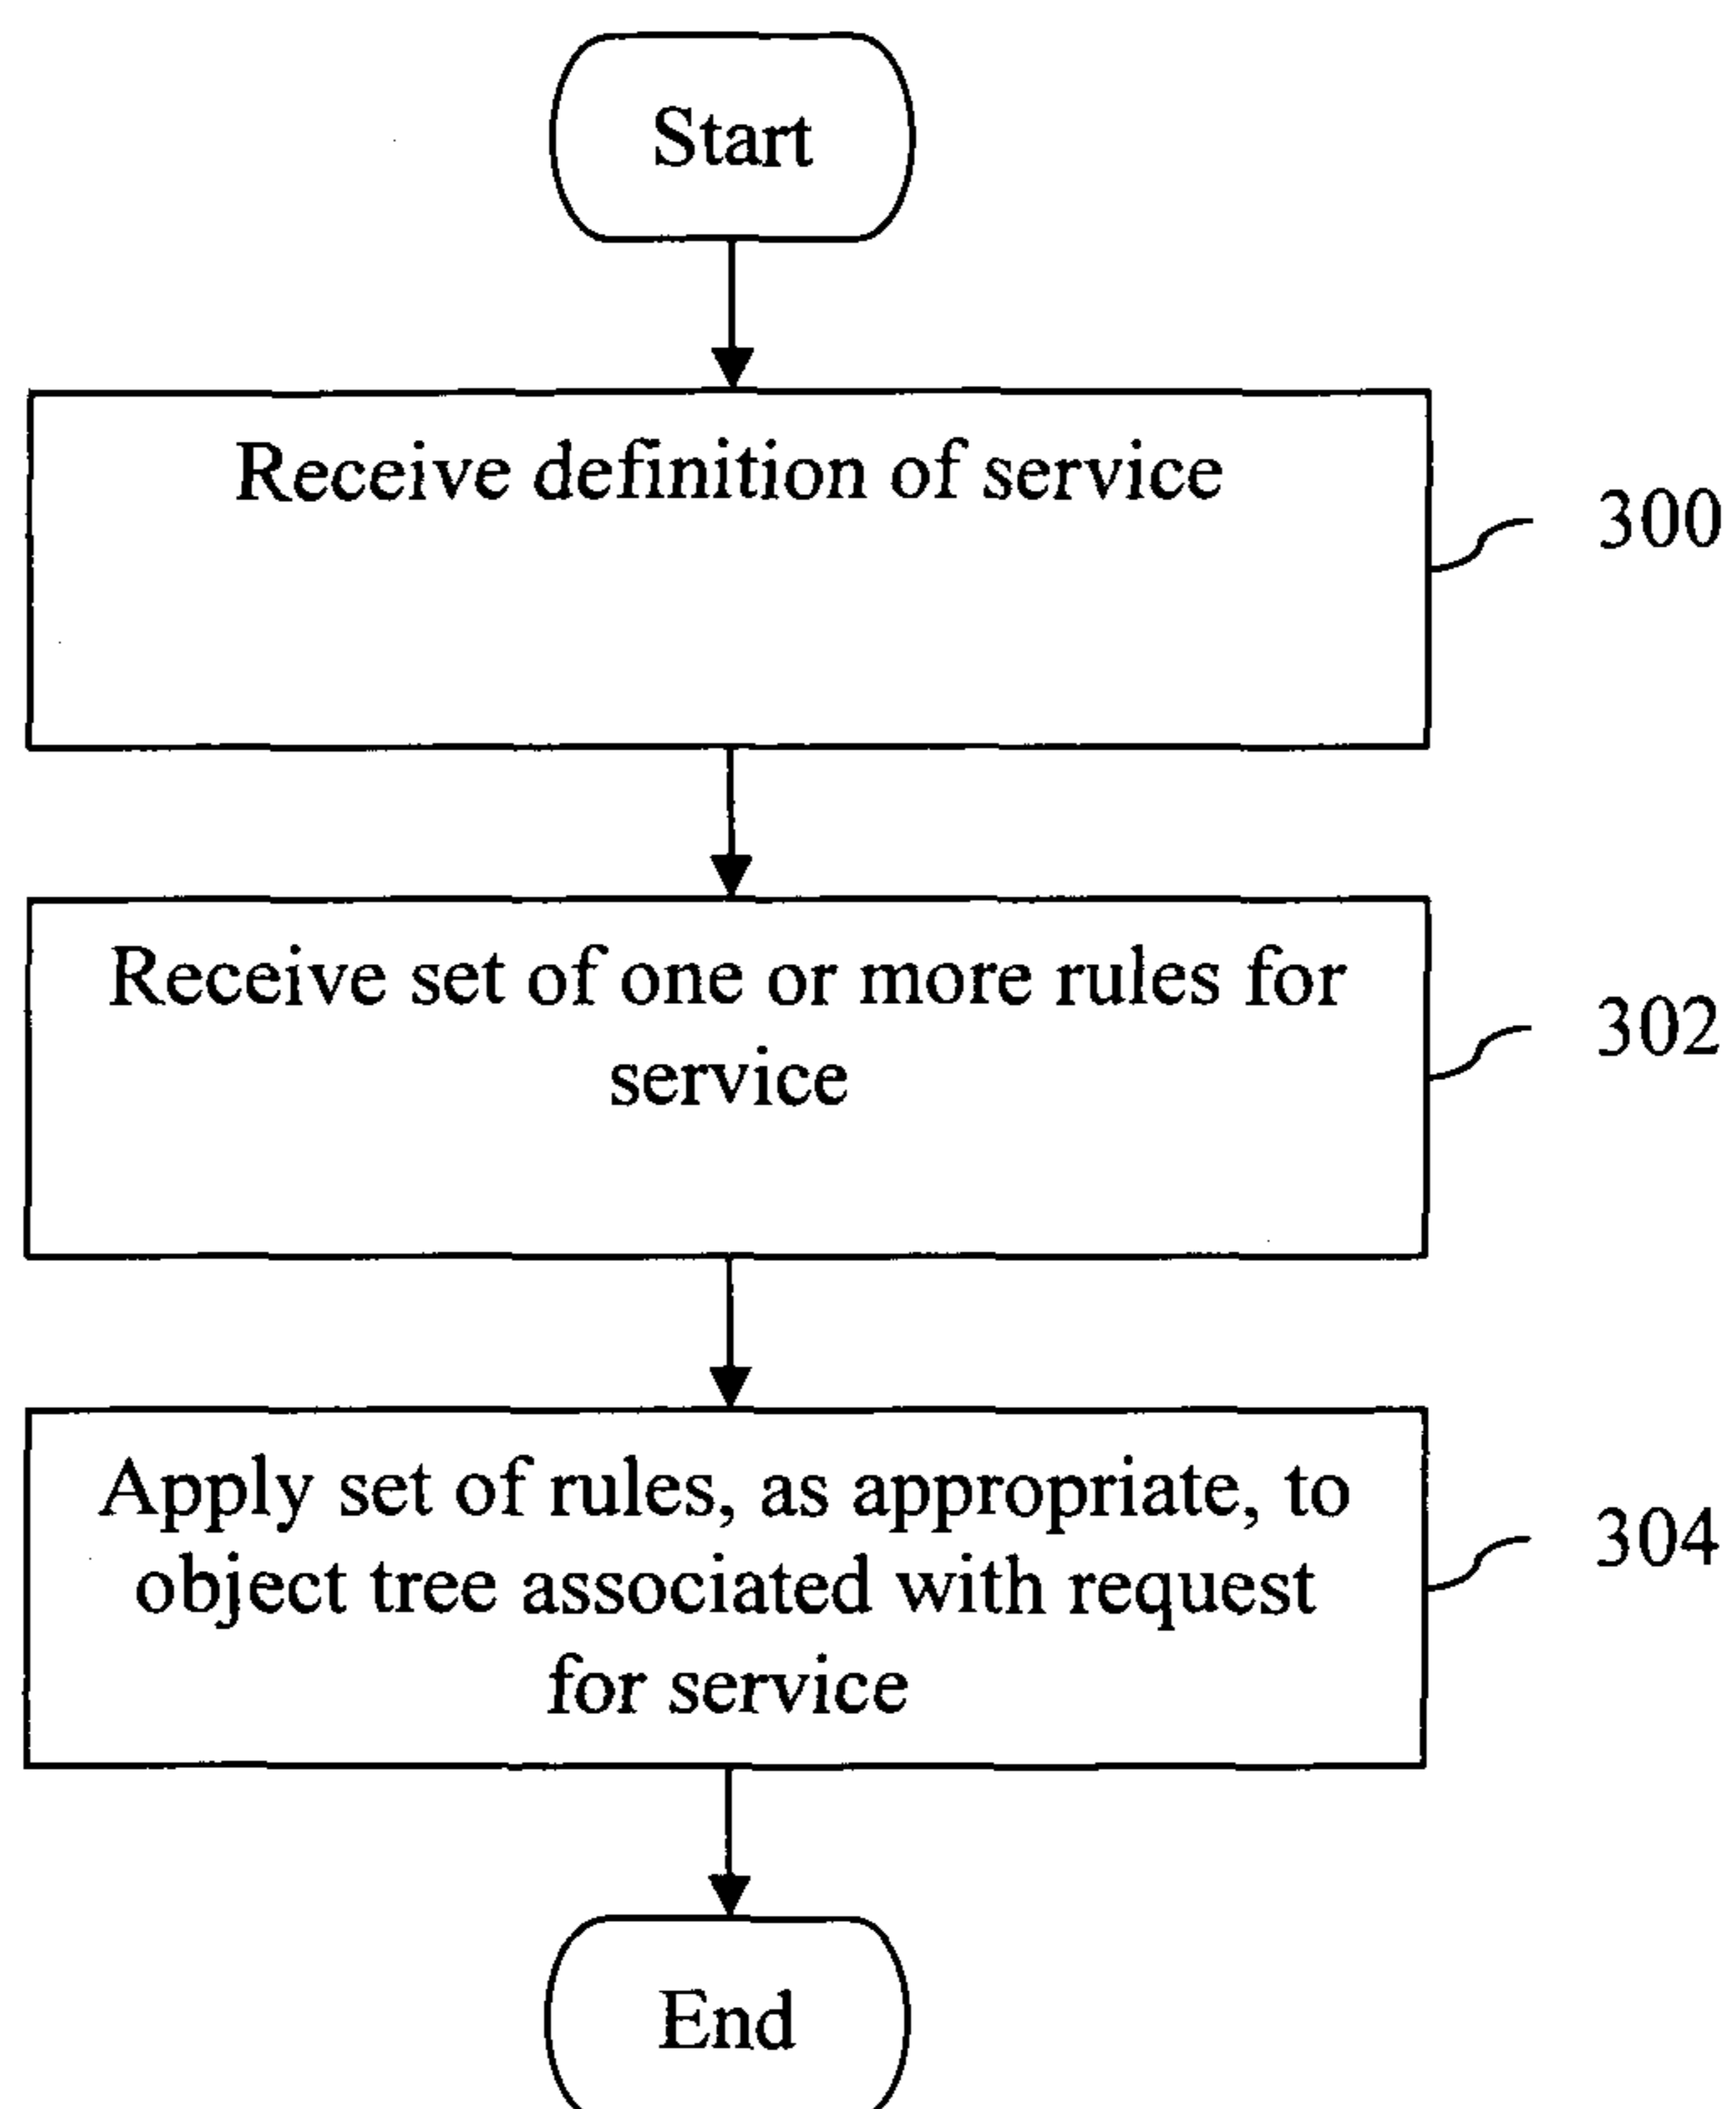 Start
Receive definition of service
300
Receive set of one or more rules for
service
302
Apply set of rules, as appropriate, to
object tree associated with request
for service
304
End